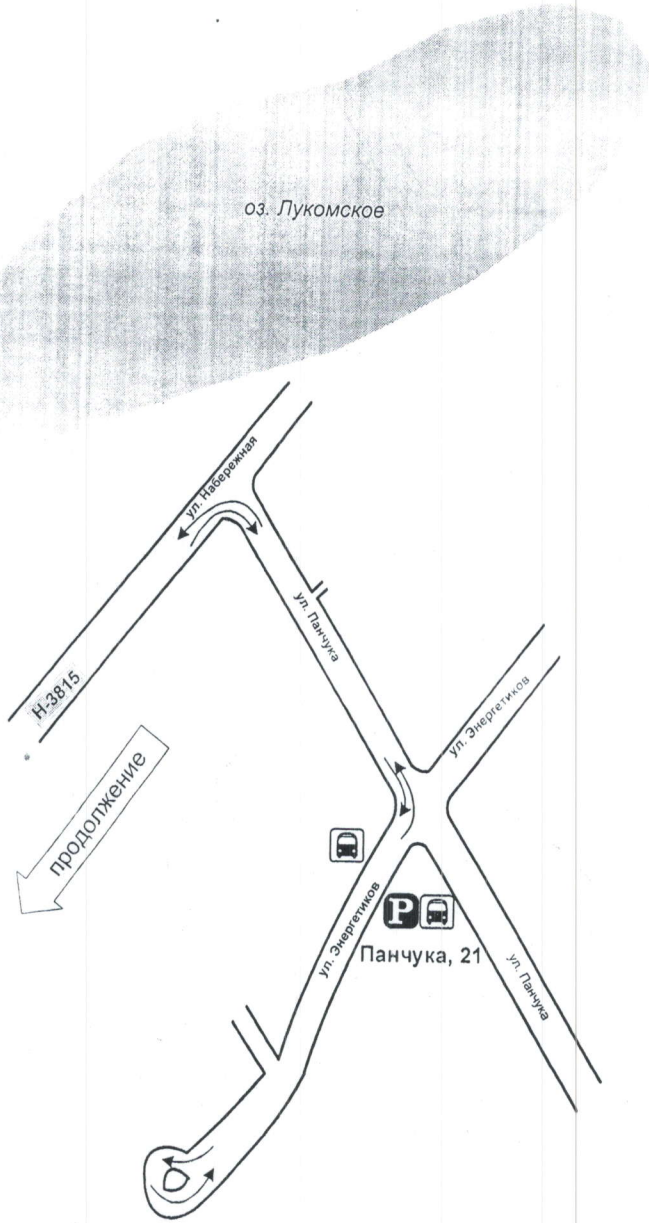 оз. Лукомское
ул. Набережная
ул. Панчука
Н-3815
ул. Энергетиков
продолжение
ул. Энергетиков
P
Панчука, 21
ул. Панчука